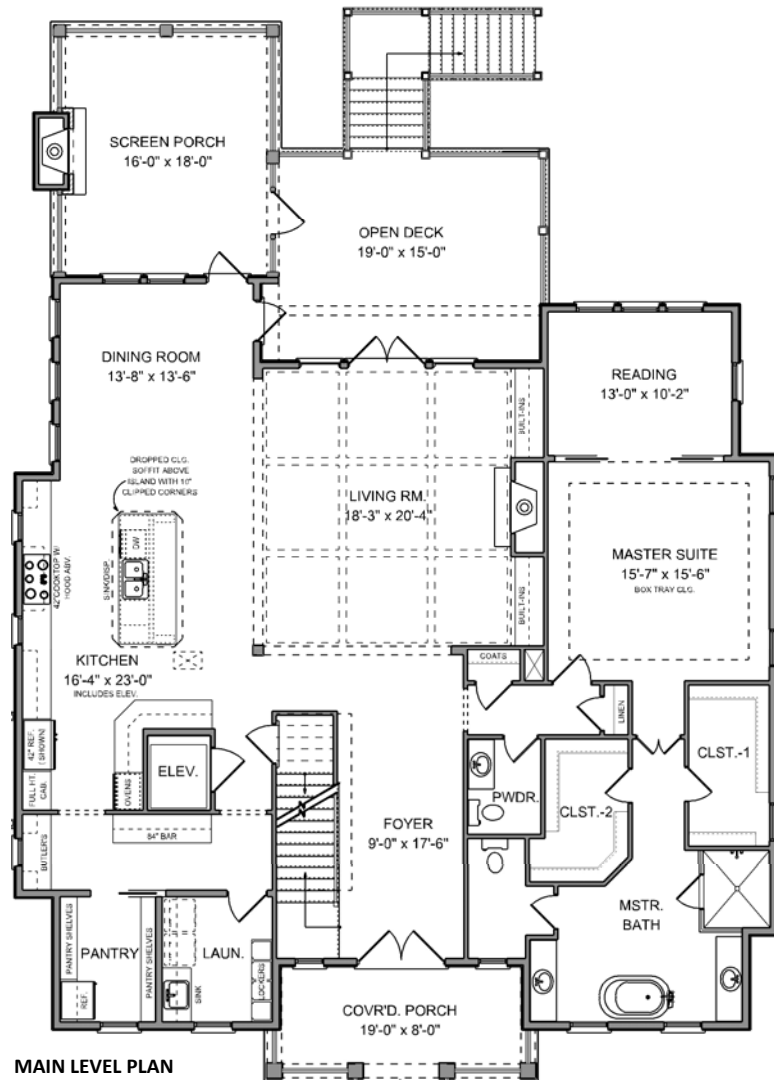 SCREEN PORCH
16'-0" x 18'-0"
OPEN DECK
19'-0" x 15'-0"
DINING ROOM
13'-8" x 13'-6"
READING
13'-0" x 10'-2"
BUILT-INS
DROPPED CLG.
SOFFIT ABOVE
ISLAND WITH 10"
CLIPPED CORNERS
LIVING RM.
18'-3" x 20'-4"
MASTER SUITE
15'-7" x 15'-6"
BOX TRAY CLG.
DW
SINK/DISP.
42" COOKTOP W/
HOOD ABV.
BUILT-INS
KITCHEN
16'-4" x 23'-0"
INCLUDES ELEV.
COATS
LINEN
42" REF.
(SHOWN)
ELEV.
CLST.-1
FULL HT.
CAB.
OVENS
PWDR.
CLST.-2
84" BAR
FOYER
9'-0" x 17'-6"
BUTLER'S
MSTR.
BATH
PANTRY SHELVES
PANTRY
PANTRY SHELVES
LAUN.
LOCKERS
REF.
SINK
COVR'D. PORCH
19'-0" x 8'-0"
MAIN LEVEL PLAN